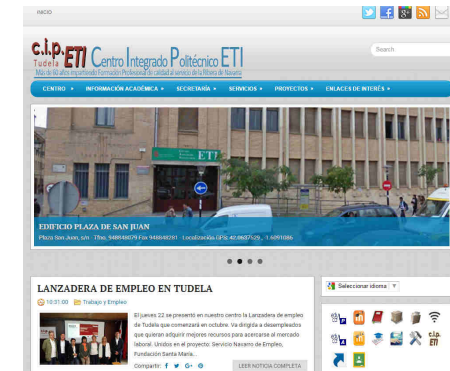 INICIO
c.i.p. ETI
Tudela
Centro Integrado Politécnico ETI
Más de 60 años impartiendo Formación Profesional de calidad al servicio de la Ribera de Navarra
Search
CENTRO
INFORMACIÓN ACADÉMICA
SECRETARÍA
SERVICIOS
PROYECTOS
ENLACES DE INTERÉS
ETI
EDIFICIO PLAZA DE SAN JUAN
Plaza San Juan, s/n - Tfno. 948848079 Fax 948848281 - Localización GPS: 42.0637529, 1.6091086
LANZADERA DE EMPLEO EN TUDELA
10:31:00 Trabajo y Empleo
El jueves 22 se presentó en nuestro centro la Lanzadera de empleo
de Tudela que comenzará en octubre. Va dirigida a desempleados
que quieran adquirir mejores recursos para acercarse al mercado
laboral. Unidos en el proyecto: Servicio Navarro de Empleo,
Fundación Santa María...
Compartir:
LEER NOTICIA COMPLETA
Seleccionar idioma
c.i.p.
ETI